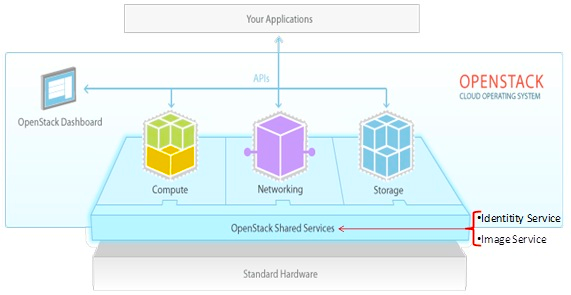 Your Applications
APIs
OPENSTACK
CLOUD OPERATING SYSTEM
OpenStack Dashboard
Compute
Networking
Storage
•Identitity Service
OpenStack Shared Services
•Image Service
Standard Hardware